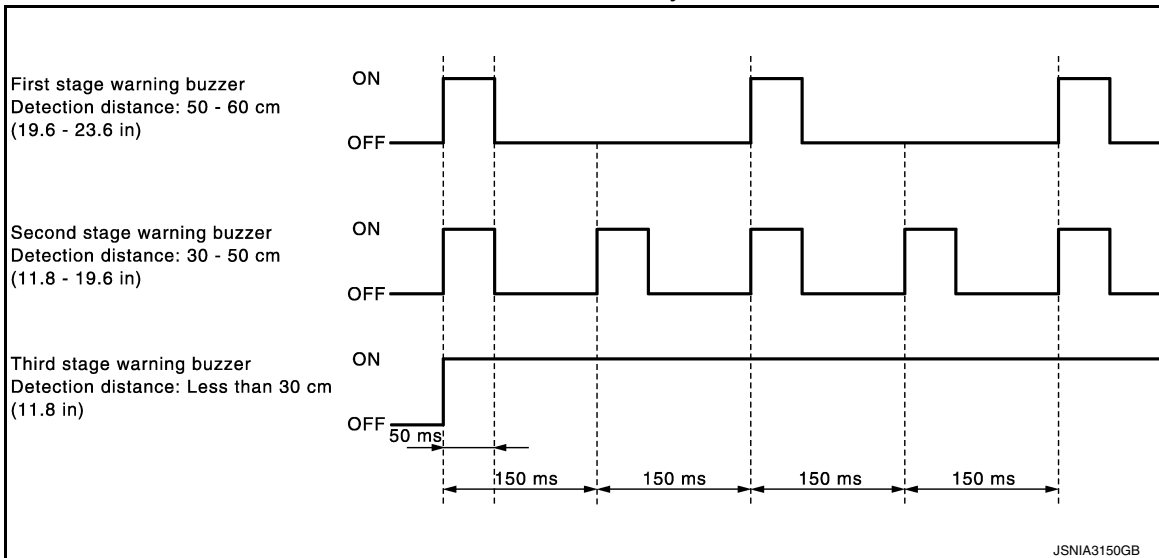 First stage warning buzzer
Detection distance: 50 - 60 cm
(19.6 - 23.6 in)
ON
OFF
Second stage warning buzzer
Detection distance: 30 - 50 cm
(11.8 - 19.6 in)
ON
OFF
Third stage warning buzzer
Detection distance: Less than 30 cm
(11.8 in)
ON
OFF
50 ms
150 ms 150 ms 150 ms 150 ms
JSNIA3150GB